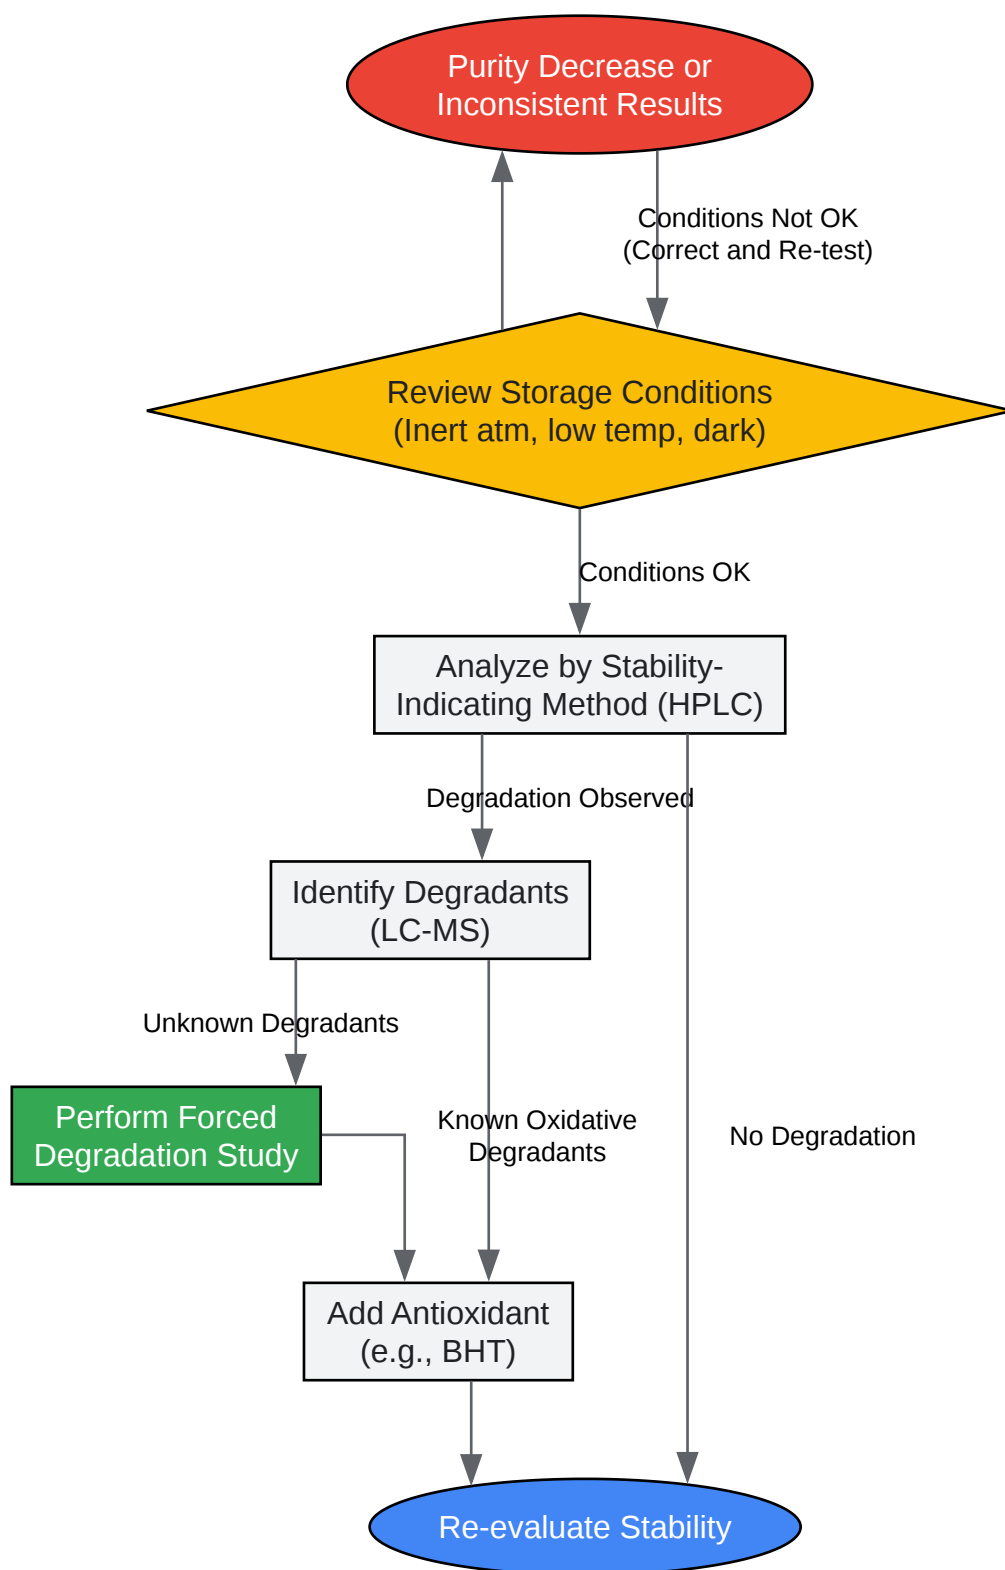 Purity Decrease or
Inconsistent Results
Conditions Not OK
(Correct and Re-test)
Review Storage Conditions
(Inert atm, low temp, dark)
Conditions OK
Analyze by Stability-
Indicating Method (HPLC)
Degradation Observed
Identify Degradants
(LC-MS)
Unknown Degradants
Perform Forced
Degradation Study
Known Oxidative
Degradants
No Degradation
Add Antioxidant
(e.g., BHT)
Re-evaluate Stability